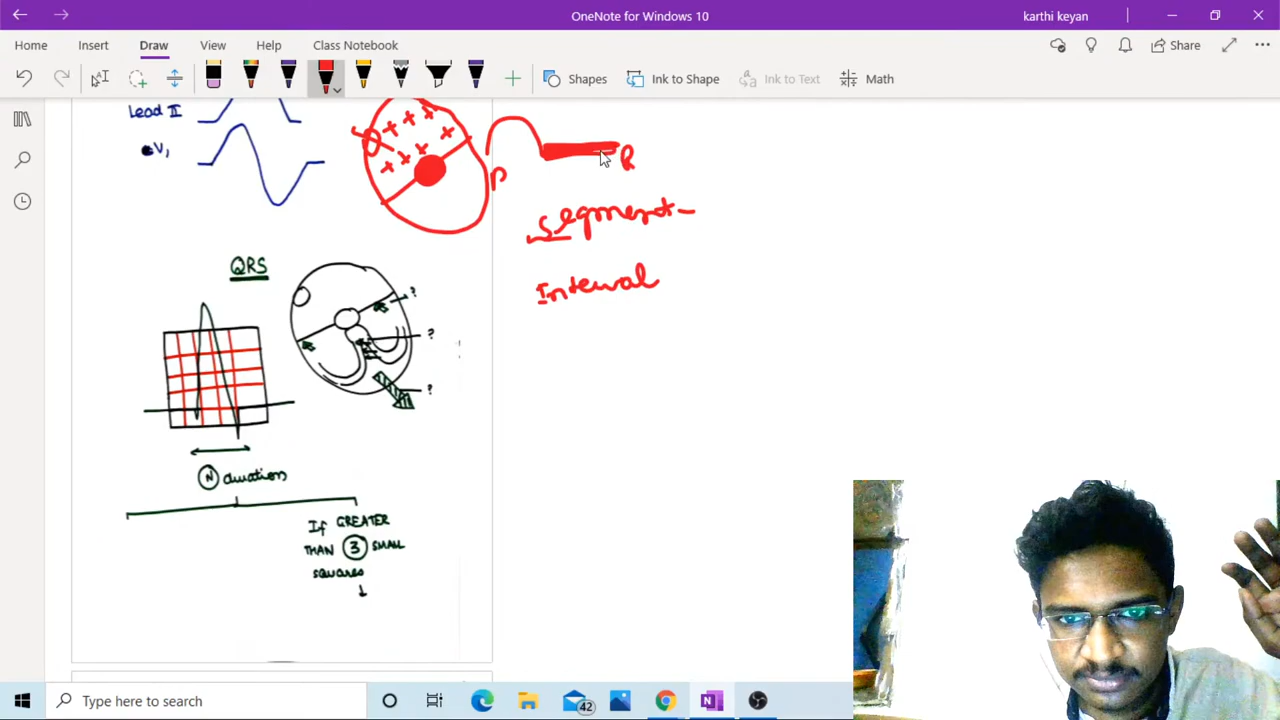 OneNote for Windows 10
karthi keyan
Home Insert Draw View Help Class Notebook
Share
Shapes Ink to Shape Ink to Text Math
Lead II
V1
P
R
Segment
Interval
QRS
?
?
?
N duration
If GREATER
THAN 3 SMALL
squares
Type here to search
42